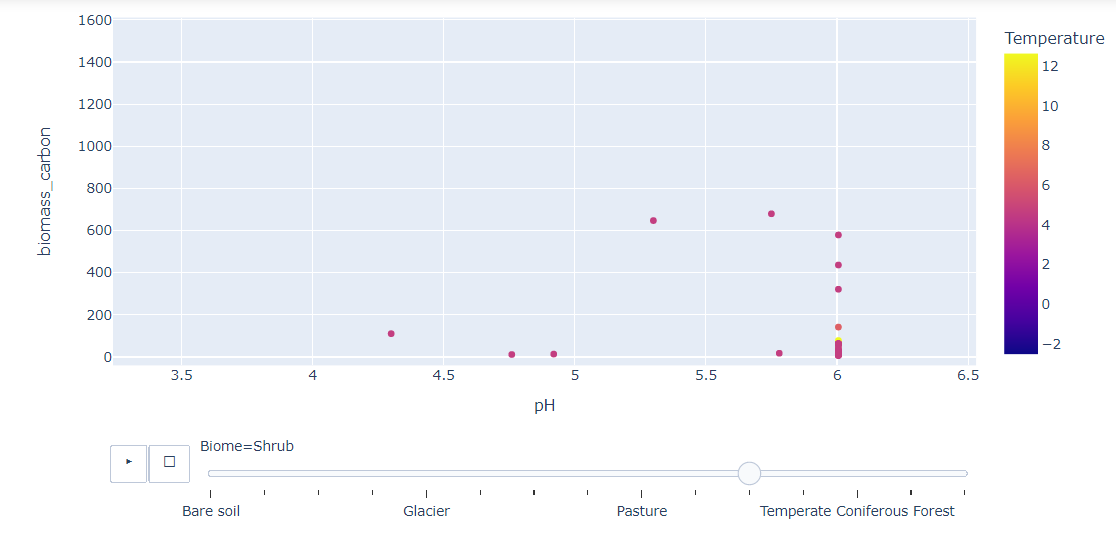 1600
1400
1200
1000
800
600
400
200
0
biomass_carbon
3.5 4 4.5 5 5.5 6 6.5
pH
Temperature
12
10
8
6
4
2
0
−2
Biome=Shrub
Bare soil Glacier Pasture Temperate Coniferous Forest